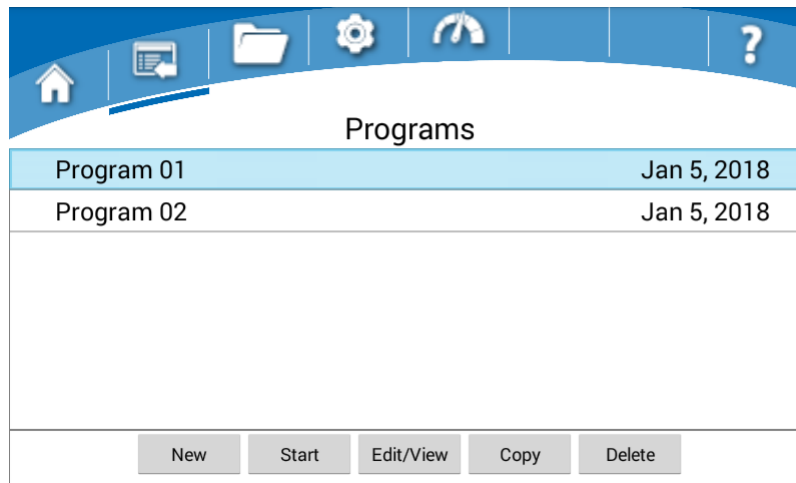 ?
Programs
Program 01 Jan 5, 2018
Program 02 Jan 5, 2018
New Start Edit/View Copy Delete